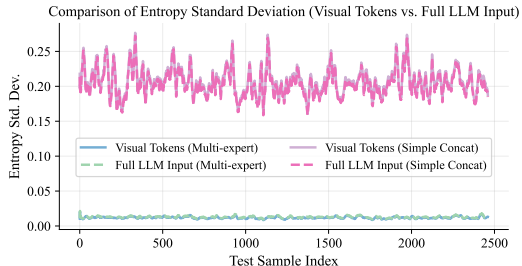 Comparison of Entropy Standard Deviation (Visual Tokens vs. Full LLM Input)
Entropy Std. Dev.
0.25
0.20
0.15
0.10
0.05
0.00
Visual Tokens (Multi-expert)
Full LLM Input (Multi-expert)
Visual Tokens (Simple Concat)
Full LLM Input (Simple Concat)
0 500 1000 1500 2000 2500
Test Sample Index